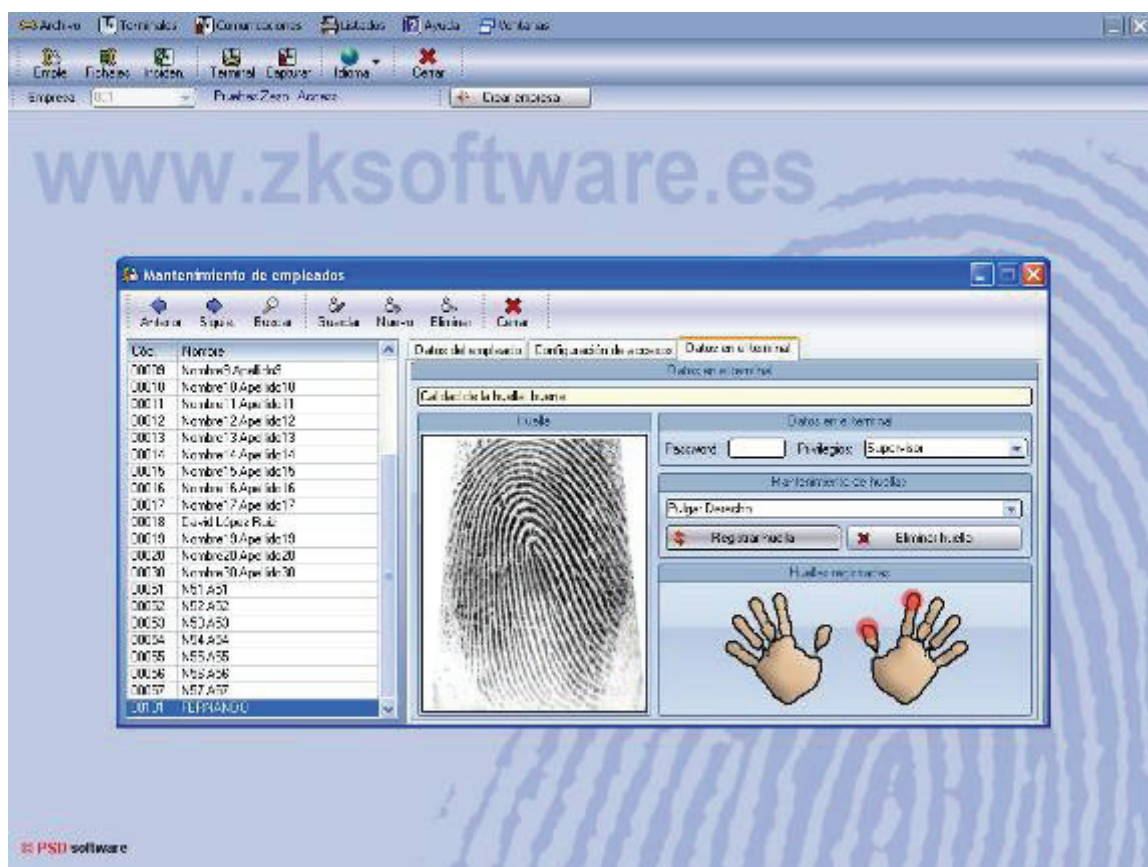 Archivo Terminales Comunicaciones Listados Ayuda Ventanas
Emple. Fichajes Inciden. Terminal Capturar Idioma Cerrar
Empresa 001 Crear empresa
www.zksoftware.es
Mantenimiento de empleados
Anterior Buscar Guardar Nuevo Eliminar Cerrar
Cód. Nombre
Datos del empleado Configuración de accesos Datos en el terminal
Datos en el terminal
Calidad de la huella: buena
Huella
Datos en el terminal
Password Privilegios: Supervisor
Mantenimiento de huellas
Pulgar Derecho
Registrar huella Eliminar huella
Huellas registradas
00009 Nombre9 Apellido9
00010 Nombre10 Apellido10
00011 Nombre11 Apellido11
00012 Nombre12 Apellido12
00013 Nombre13 Apellido13
00014 Nombre14 Apellido14
00015 Nombre15 Apellido15
00016 Nombre16 Apellido16
00017 Nombre17 Apellido17
00018 David López Ruiz
00019 Nombre19 Apellido19
00020 Nombre20 Apellido20
00030 Nombre30 Apellido30
00051 N51 A51
00052 N52 A52
00053 N53 A53
00054 N54 A54
00055 N55 A55
00056 N56 A56
00057 N57 A57
00101 FERNANDO
PSD software